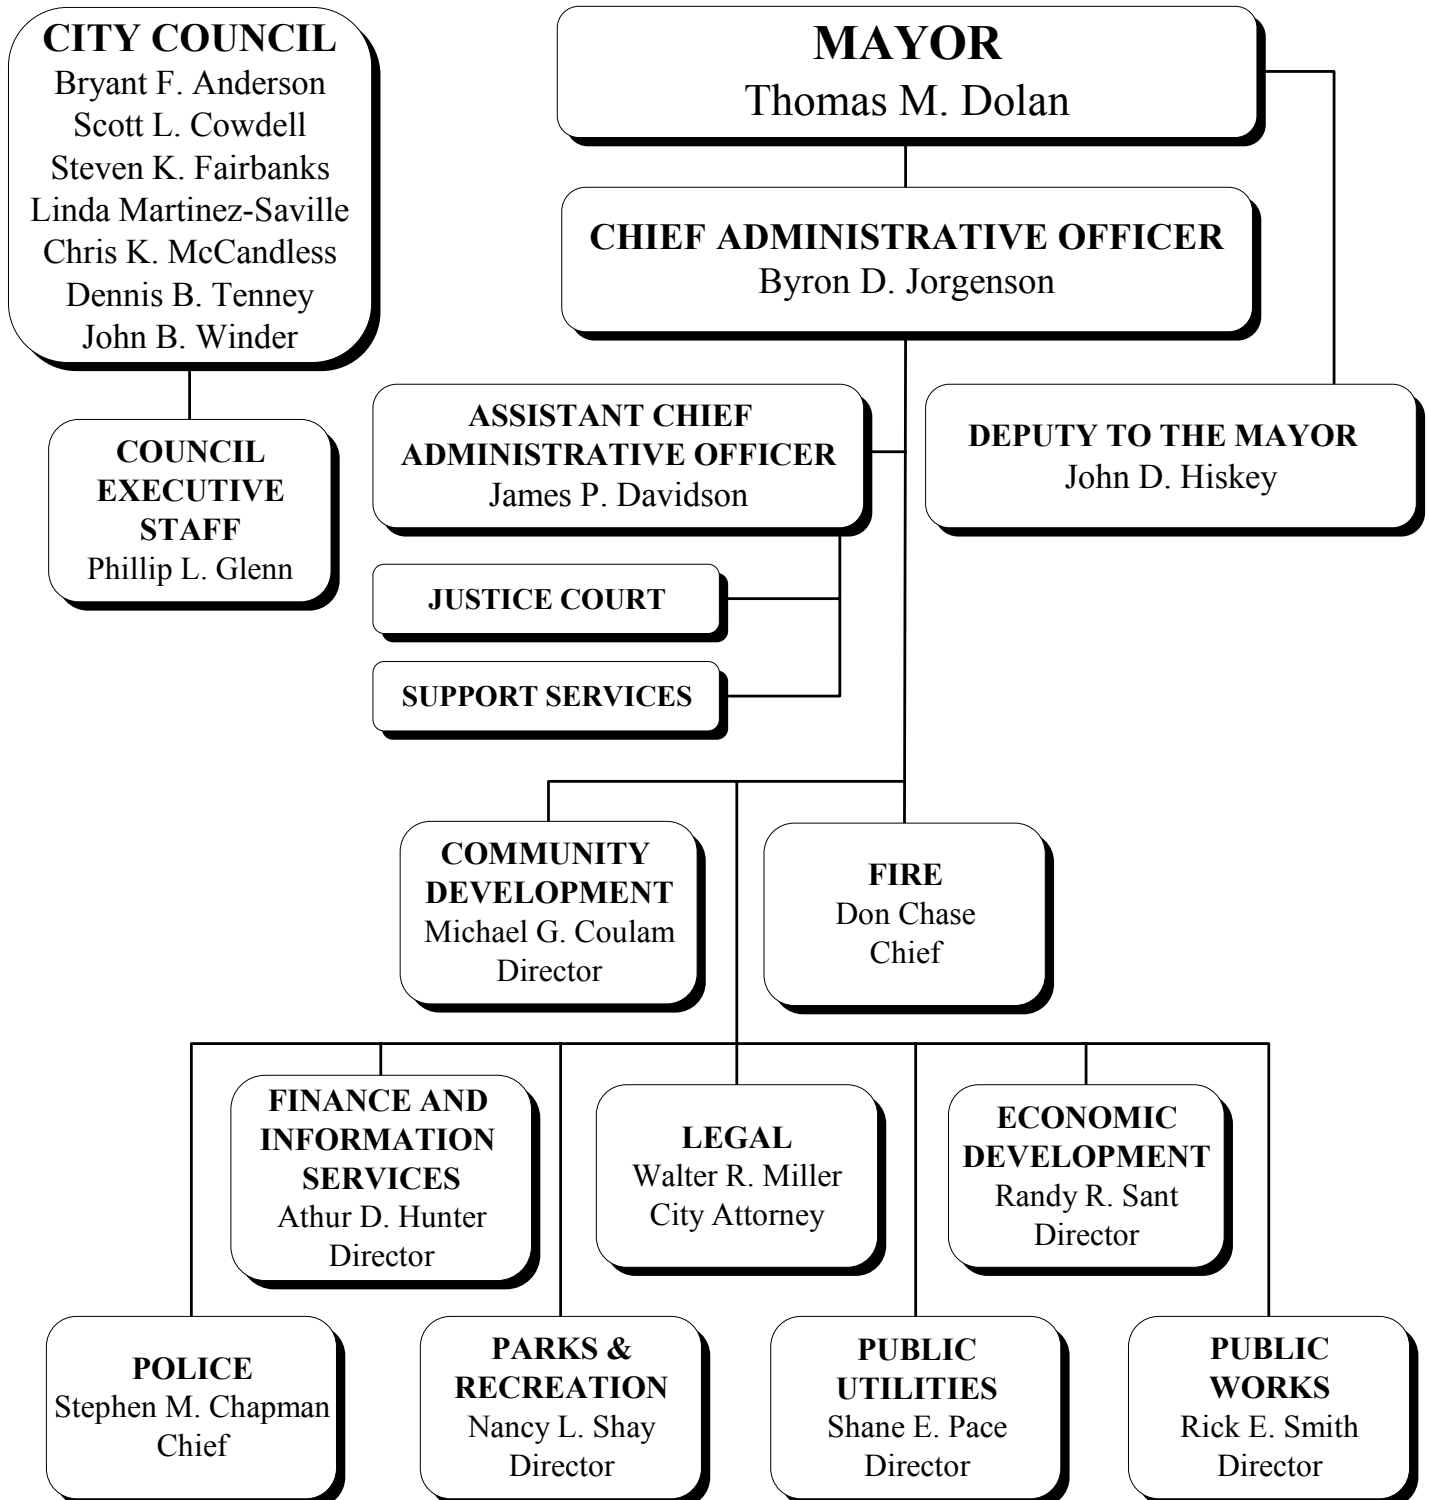 CITY COUNCIL
Bryant F. Anderson
Scott L. Cowdell
Steven K. Fairbanks
Linda Martinez-Saville
Chris K. McCandless
Dennis B. Tenney
John B. Winder
MAYOR
Thomas M. Dolan
CHIEF ADMINISTRATIVE OFFICER
Byron D. Jorgenson
COUNCIL
EXECUTIVE
STAFF
Phillip L. Glenn
ASSISTANT CHIEF
ADMINISTRATIVE OFFICER
James P. Davidson
DEPUTY TO THE MAYOR
John D. Hiskey
JUSTICE COURT
SUPPORT SERVICES
COMMUNITY
DEVELOPMENT
Michael G. Coulam
Director
FIRE
Don Chase
Chief
FINANCE AND
INFORMATION
SERVICES
Athur D. Hunter
Director
LEGAL
Walter R. Miller
City Attorney
ECONOMIC
DEVELOPMENT
Randy R. Sant
Director
POLICE
Stephen M. Chapman
Chief
PARKS &
RECREATION
Nancy L. Shay
Director
PUBLIC
UTILITIES
Shane E. Pace
Director
PUBLIC
WORKS
Rick E. Smith
Director